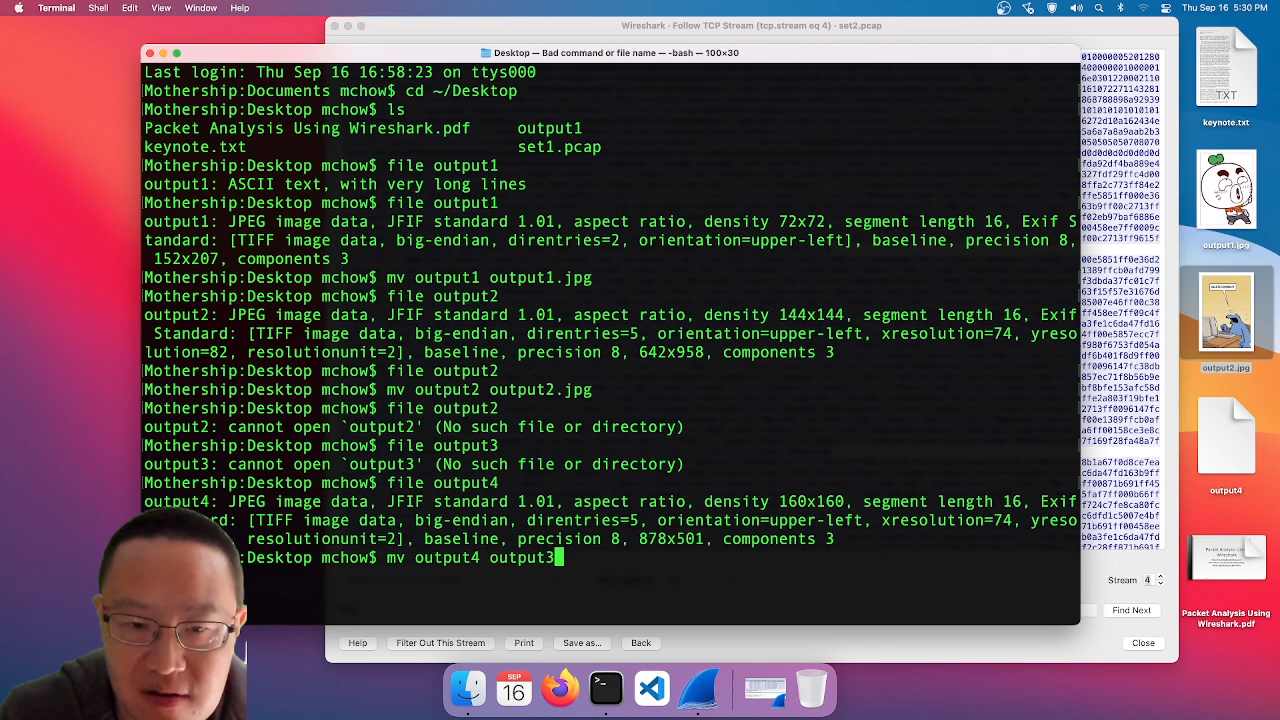 Terminal Shell Edit View Window Help
Thu Sep 16 5:30 PM
Wireshark · Follow TCP Stream (tcp.stream eq 4) · set2.pcap
— Bad command or file name — -bash — 100×30
Last login: Thu Sep 16 16:58:23 on ttys000
Mothership:Documents mchow$ cd ~/Desktop
Mothership:Desktop mchow$ ls
Packet Analysis Using Wireshark.pdf output1
keynote.txt set1.pcap
Mothership:Desktop mchow$ file output1
output1: ASCII text, with very long lines
Mothership:Desktop mchow$ file output1
output1: JPEG image data, JFIF standard 1.01, aspect ratio, density 72x72, segment length 16, Exif S
tandard: [TIFF image data, big-endian, direntries=2, orientation=upper-left], baseline, precision 8,
152x207, components 3
Mothership:Desktop mchow$ mv output1 output1.jpg
Mothership:Desktop mchow$ file output2
output2: JPEG image data, JFIF standard 1.01, aspect ratio, density 144x144, segment length 16, Exif
Standard: [TIFF image data, big-endian, direntries=5, orientation=upper-left, xresolution=74, yreso
lution=82, resolutionunit=2], baseline, precision 8, 642x958, components 3
Mothership:Desktop mchow$ file output2
Mothership:Desktop mchow$ mv output2 output2.jpg
Mothership:Desktop mchow$ file output2
output2: cannot open `output2' (No such file or directory)
Mothership:Desktop mchow$ file output3
output3: cannot open `output3' (No such file or directory)
Mothership:Desktop mchow$ file output4
output4: JPEG image data, JFIF standard 1.01, aspect ratio, density 160x160, segment length 16, Exif
[TIFF image data, big-endian, direntries=5, orientation=upper-left, xresolution=74, yreso
resolutionunit=2], baseline, precision 8, 878x501, components 3
:Desktop mchow$ mv output4 output3
TXT
keynote.txt
output1.jpg
output2.jpg
output4
Packet Analysis Using
Wireshark.pdf
Stream 4
Find Next
Help
Filter Out This Stream
Print
Save as...
Back
Close
SEP
16